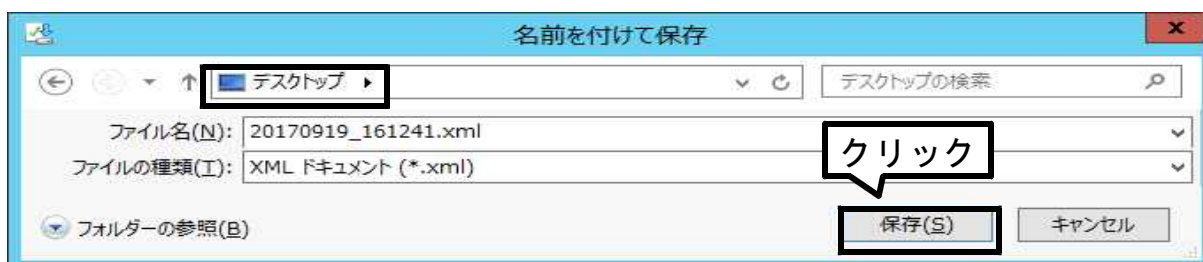 名前を付けて保存
デスクトップ
デスクトップの検索
ファイル名(N): 20170919_161241.xml
ファイルの種類(T): XML ドキュメント (*.xml)
クリック
フォルダーの参照(B)
保存(S)
キャンセル